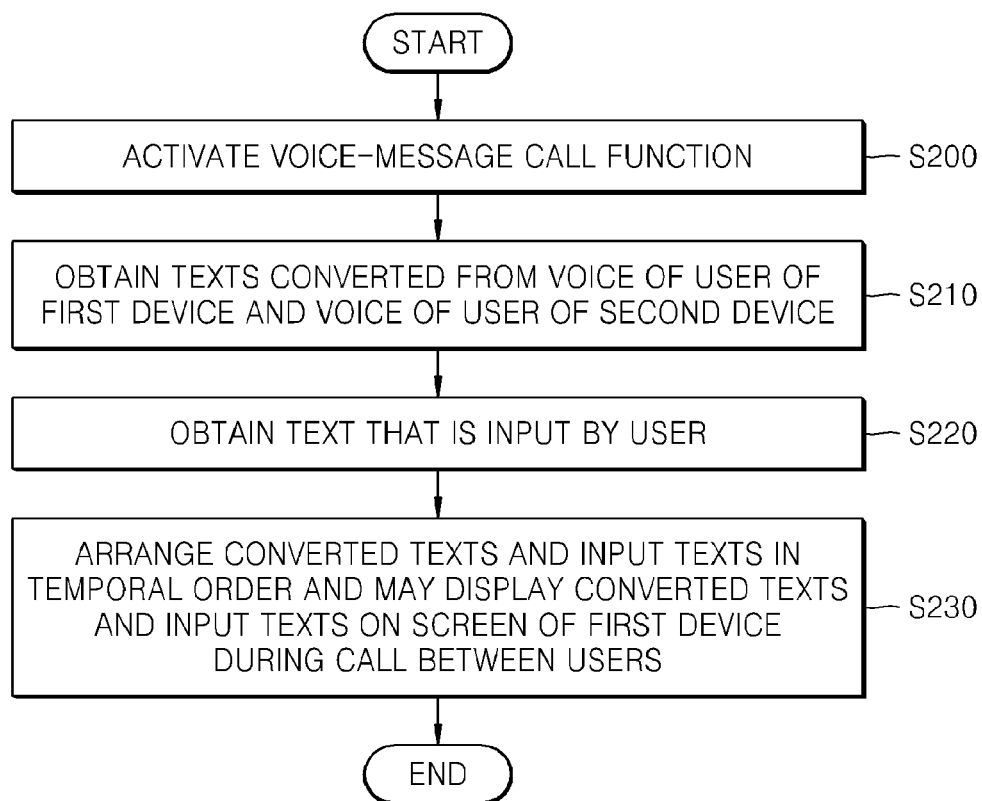 START
ACTIVATE VOICE-MESSAGE CALL FUNCTION
S200
OBTAIN TEXTS CONVERTED FROM VOICE OF USER OF
FIRST DEVICE AND VOICE OF USER OF SECOND DEVICE
S210
OBTAIN TEXT THAT IS INPUT BY USER
S220
ARRANGE CONVERTED TEXTS AND INPUT TEXTS IN
TEMPORAL ORDER AND MAY DISPLAY CONVERTED TEXTS
AND INPUT TEXTS ON SCREEN OF FIRST DEVICE
DURING CALL BETWEEN USERS
S230
END